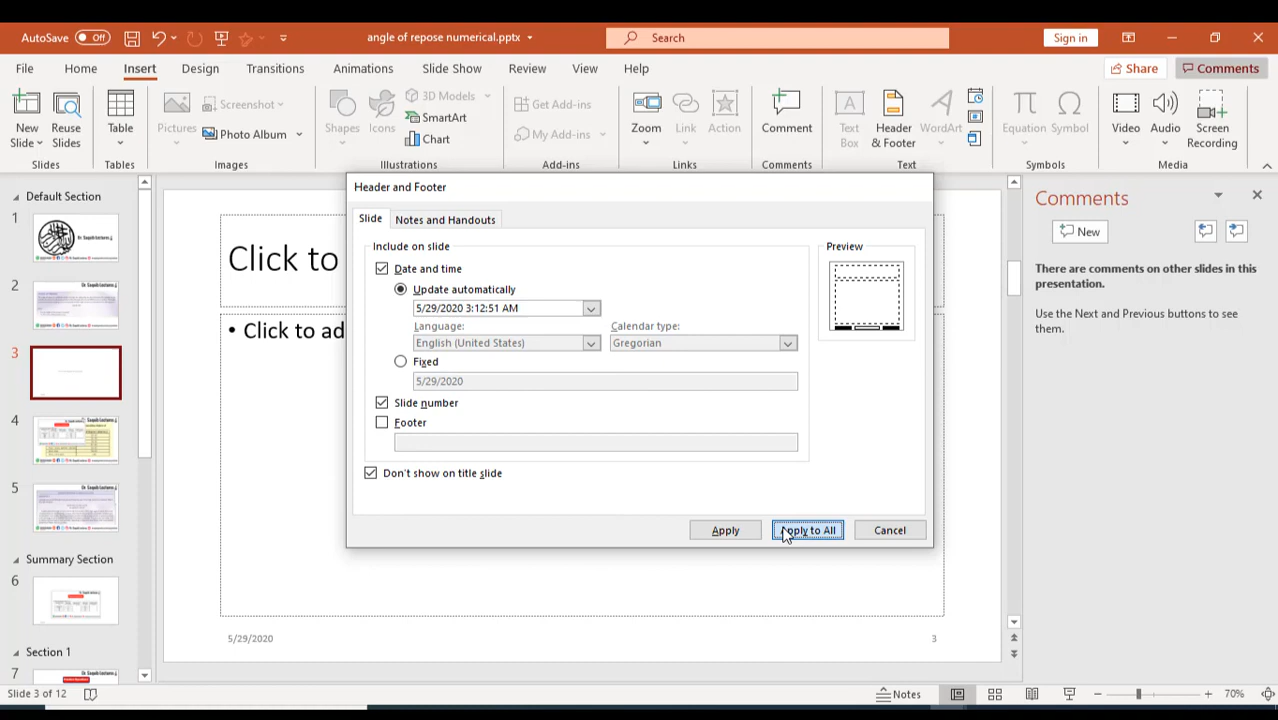 AutoSave Off
angle of repose numerical.pptx
Search
Sign in
File Home Insert Design Transitions Animations Slide Show Review View Help
Share
Comments
New Slide
Reuse Slides
Table
Pictures
Screenshot
Photo Album
Shapes
Icons
3D Models
SmartArt
Chart
Get Add-ins
My Add-ins
Zoom
Link
Action
Comment
Text Box
Header & Footer
WordArt
Equation
Symbol
Video
Audio
Screen Recording
Slides
Tables
Images
Illustrations
Add-ins
Links
Comments
Text
Symbols
Media
Default Section
1
2
3
4
5
Summary Section
6
Section 1
7
Click to
• Click to ad
5/29/2020
3
Header and Footer
Slide
Notes and Handouts
Include on slide
Date and time
Update automatically
5/29/2020 3:12:51 AM
Language:
Calendar type:
English (United States)
Gregorian
Fixed
5/29/2020
Slide number
Footer
Don't show on title slide
Preview
Apply
Apply to All
Cancel
Comments
New
There are comments on other slides in this
presentation.
Use the Next and Previous buttons to see
them.
Slide 3 of 12
Notes
70%